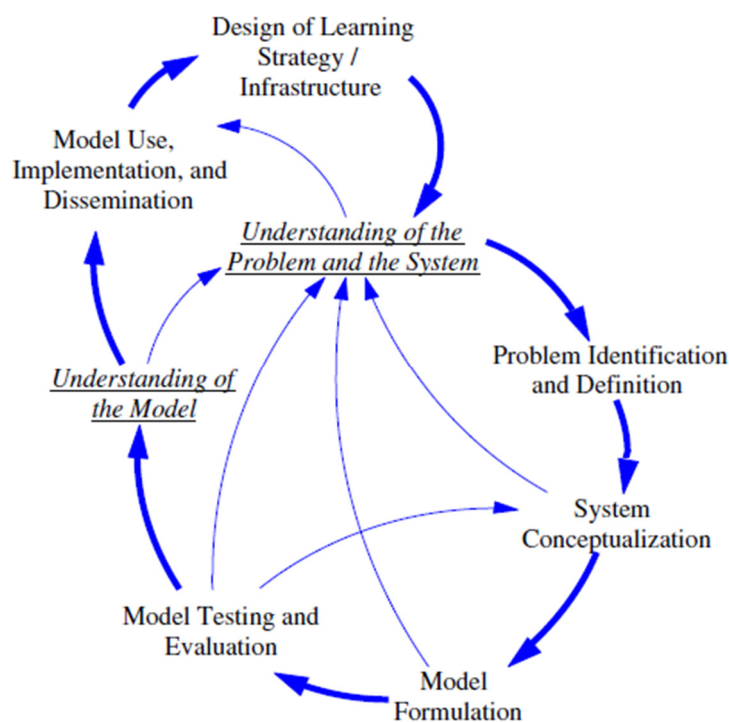 Design of Learning
Strategy /
Infrastructure
Model Use,
Implementation, and
Dissemination
Understanding of the
Problem and the System
Problem Identification
and Definition
Understanding of
the Model
System
Conceptualization
Model Testing and
Evaluation
Model
Formulation